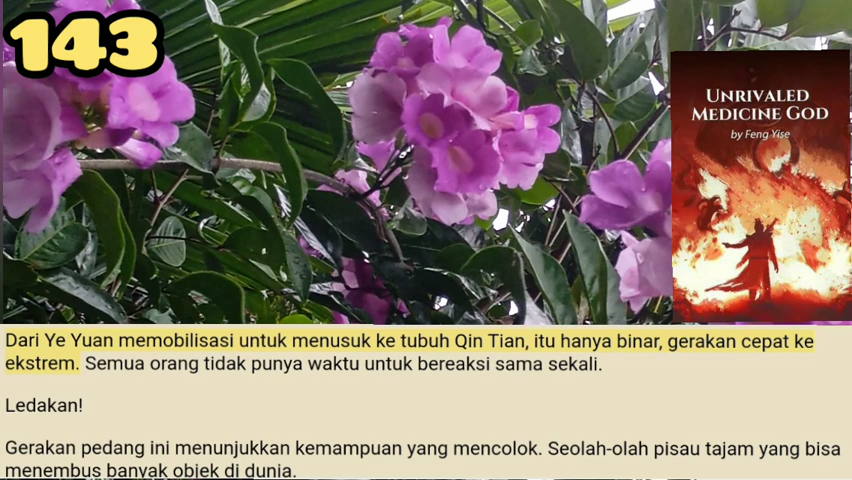 143
UNRIVALED
MEDICINE GOD
by Feng Yise
Dari Ye Yuan memobilisasi untuk menusuk ke tubuh Qin Tian, itu hanya binar, gerakan cepat ke
ekstrem. Semua orang tidak punya waktu untuk bereaksi sama sekali.
Ledakan!
Gerakan pedang ini menunjukkan kemampuan yang mencolok. Seolah-olah pisau tajam yang bisa
menembus banyak objek di dunia.